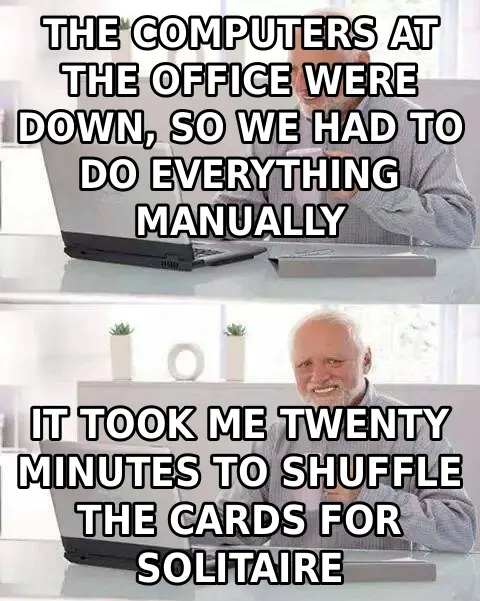 THE COMPUTERS AT
THE OFFICE WERE
DOWN, SO WE HAD TO
DO EVERYTHING
MANUALLY
IT TOOK ME TWENTY
MINUTES TO SHUFFLE
THE CARDS FOR
SOLITAIRE